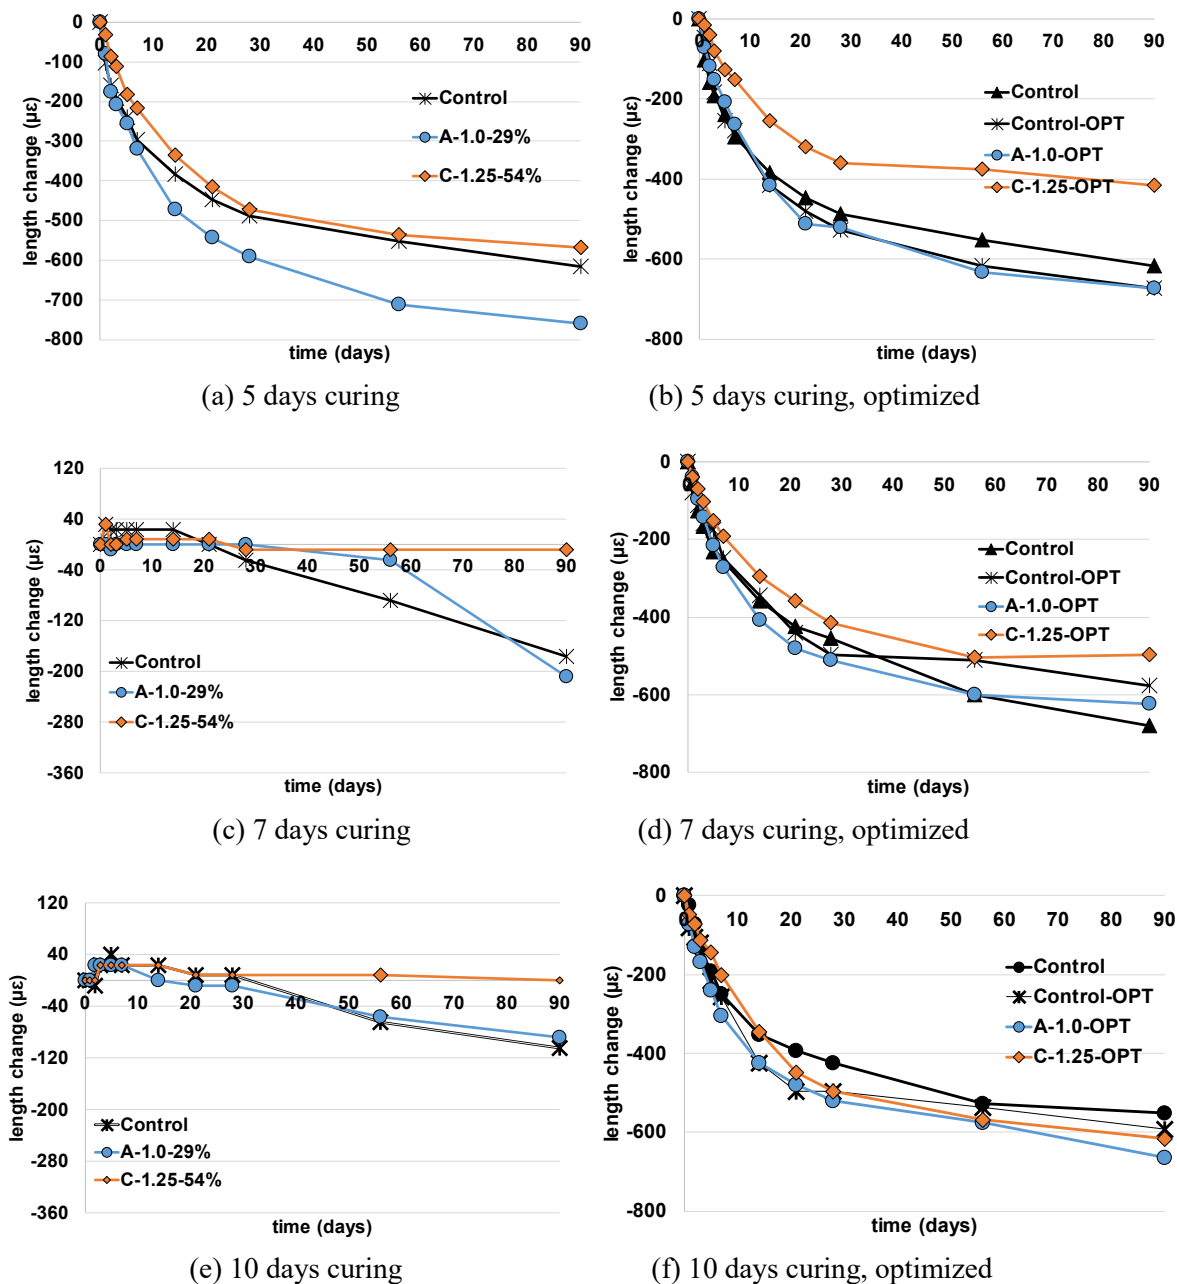 0
-100
-200
-300
-400
-500
-600
-700
-800
0 10 20 30 40 50 60 70 80 90
length change (με)
time (days)
Control
A-1.0-29%
C-1.25-54%
(a) 5 days curing
0
-200
-400
-600
-800
0 10 20 30 40 50 60 70 80 90
length change (με)
time (days)
Control
Control-OPT
A-1.0-OPT
C-1.25-OPT
(b) 5 days curing, optimized
120
40
-40
-120
-200
-280
-360
0 10 20 30 40 50 60 70 80 90
length change (με)
time (days)
Control
A-1.0-29%
C-1.25-54%
(c) 7 days curing
0
-200
-400
-600
-800
0 10 20 30 40 50 60 70 80 90
length change (με)
time (days)
Control
Control-OPT
A-1.0-OPT
C-1.25-OPT
(d) 7 days curing, optimized
120
40
-40
-120
-200
-280
-360
0 10 20 30 40 50 60 70 80 90
length change (με)
time (days)
Control
A-1.0-29%
C-1.25-54%
(e) 10 days curing
0
-200
-400
-600
-800
0 10 20 30 40 50 60 70 80 90
length change (με)
time (days)
Control
Control-OPT
A-1.0-OPT
C-1.25-OPT
(f) 10 days curing, optimized